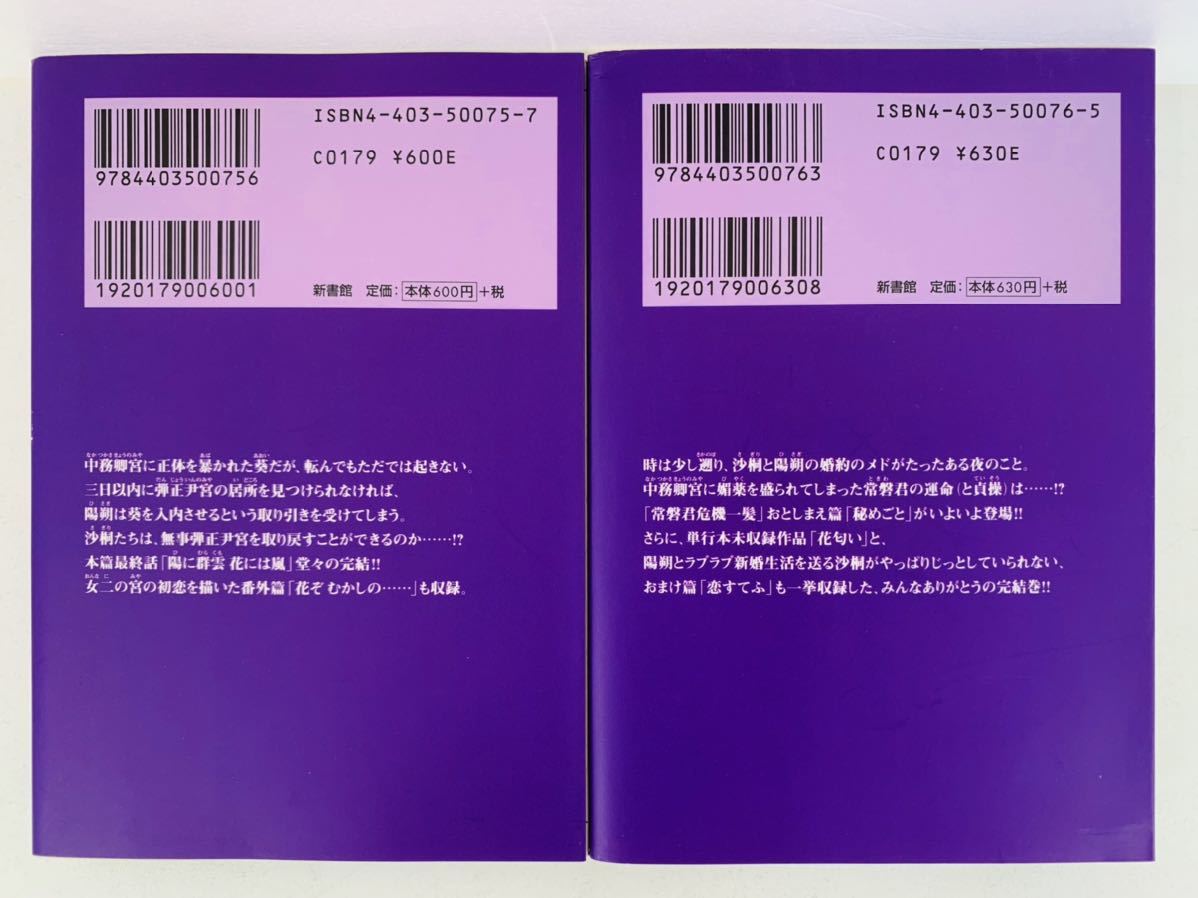 ISBN4-403-50075-7
C0179 ¥600E
9784403500756
1920179006001
新書館 定価：本体600円+税
中務卿宮に正体を暴かれた葵だが、転んでもただでは起きない。
三日以内に弾正尹宮の居所を見つけられなければ、
陽朔は葵を入内させるという取り引きを受けてしまう。
沙桐たちは、無事弾正尹宮を取り戻すことができるのか……!?
本篇最終話「陽に群雲 花には嵐」堂々の完結!!
女二の宮の初恋を描いた番外篇「花ぞ むかしの……」も収録。
ISBN4-403-50076-5
C0179 ¥630E
9784403500763
1920179006308
新書館 定価：本体630円+税
時は少し遡り、沙桐と陽朔の婚約のメドがたったある夜のこと。
中務卿宮に媚薬を盛られてしまった常磐君の運命（と貞操）は……!?
「常磐君危機一髪」おとしまえ篇「秘めごと」がいよいよ登場!!
さらに、単行本未収録作品「花匂い」と、
陽朔とラブラブ新婚生活を送る沙桐がやっぱりじっとしていられない、
おまけ篇「恋すてふ」も一挙収録した、みんなありがとうの完結巻!!